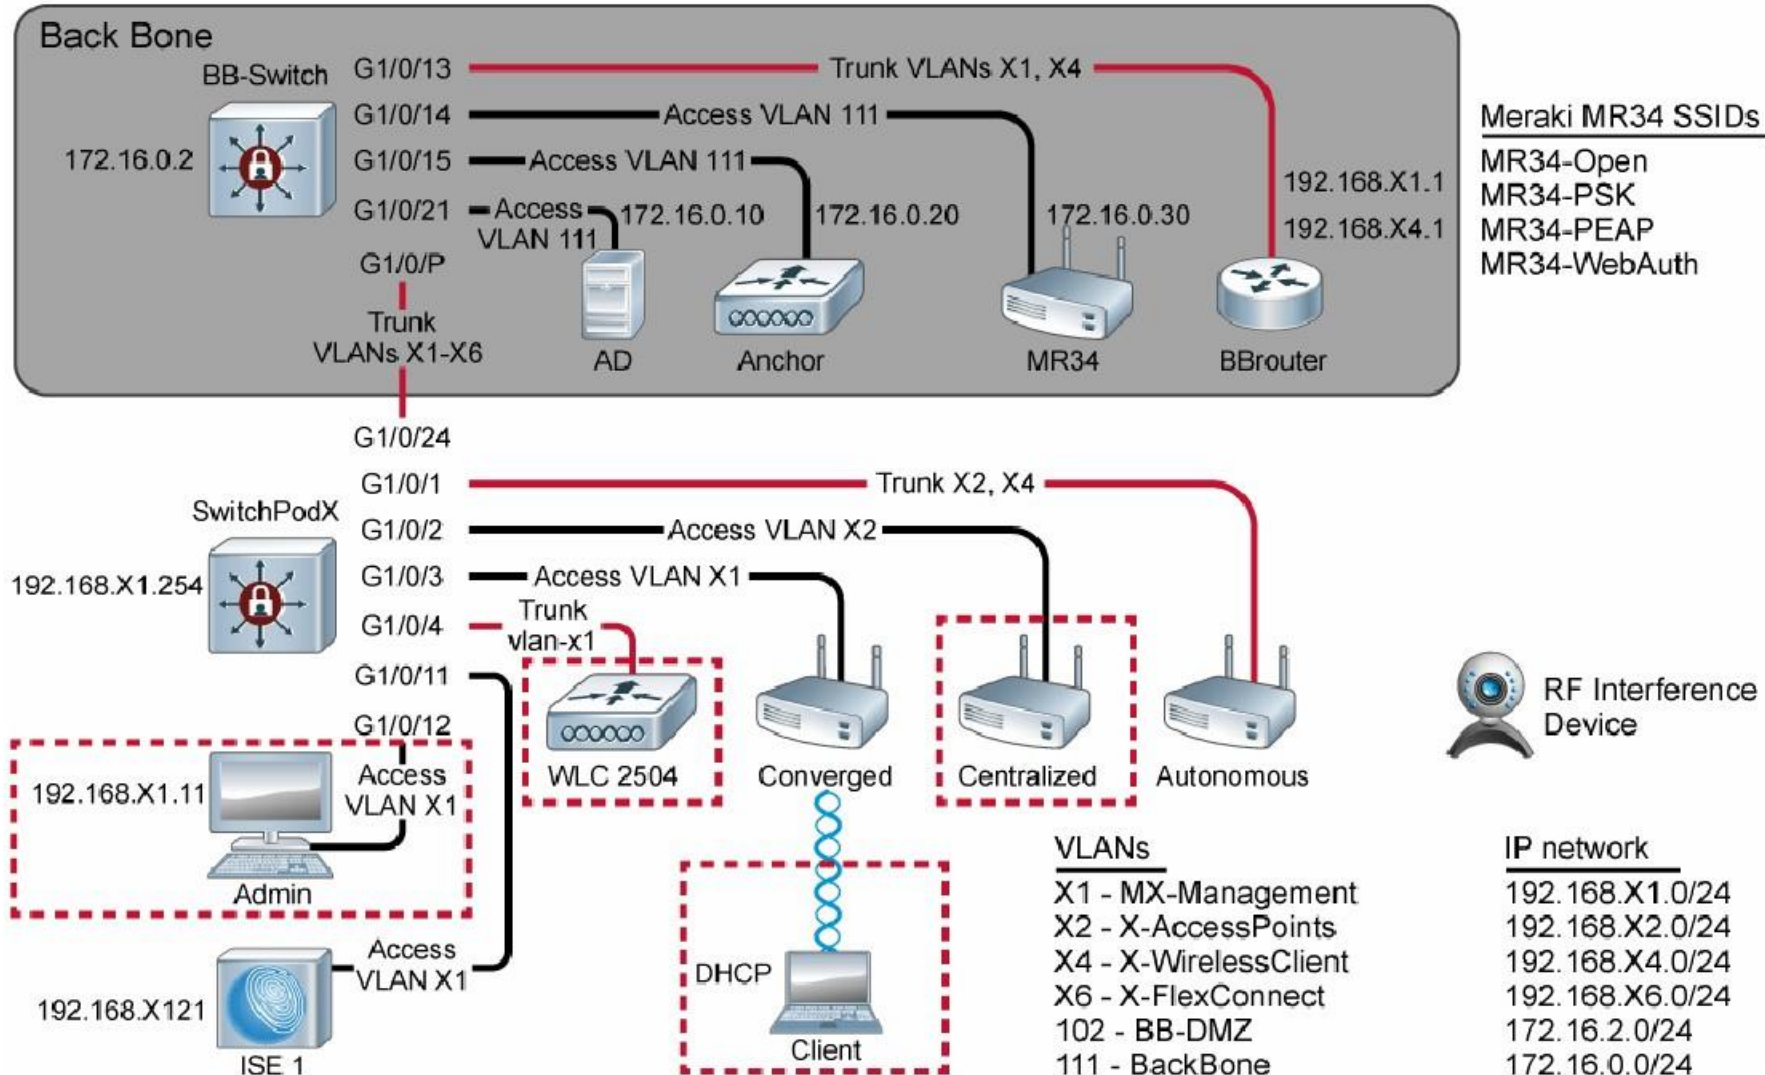 Back Bone
BB-Switch
172.16.0.2
G1/0/13
Trunk VLANs X1, X4
G1/0/14
Access VLAN 111
G1/0/15
Access VLAN 111
G1/0/21
Access
VLAN 111
172.16.0.10
172.16.0.20
172.16.0.30
192.168.X1.1
192.168.X4.1
G1/0/P
Trunk
VLANs X1-X6
AD
Anchor
MR34
BBrouter
Meraki MR34 SSIDs
MR34-Open
MR34-PSK
MR34-PEAP
MR34-WebAuth
G1/0/24
G1/0/1
Trunk X2, X4
SwitchPodX
192.168.X1.254
G1/0/2
Access VLAN X2
G1/0/3
Access VLAN X1
G1/0/4
Trunk
vlan-x1
G1/0/11
G1/0/12
WLC 2504
Converged
Centralized
Autonomous
RF Interference
Device
192.168.X1.11
Access
VLAN X1
Admin
Access
VLAN X1
192.168.X121
ISE 1
DHCP
Client
VLANs
X1 - MX-Management
X2 - X-AccessPoints
X4 - X-WirelessClient
X6 - X-FlexConnect
102 - BB-DMZ
111 - BackBone
IP network
192.168.X1.0/24
192.168.X2.0/24
192.168.X4.0/24
192.168.X6.0/24
172.16.2.0/24
172.16.0.0/24